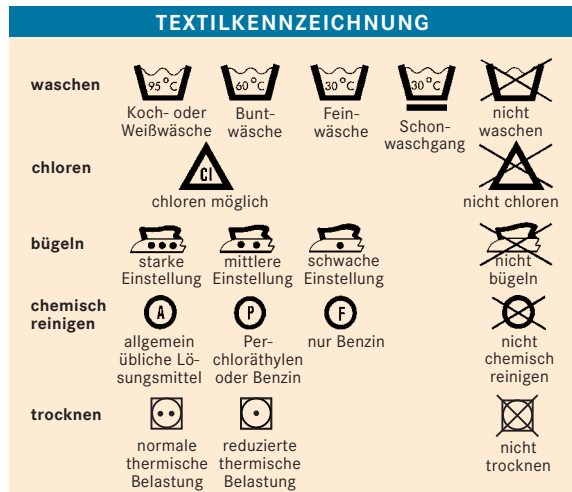 TEXTILKENNZEICHNUNG
waschen
95°C
60°C
30°C
30°C
Koch- oder
Weißwäsche
Bunt-
wäsche
Fein-
wäsche
Schon-
waschgang
nicht
waschen
chloren
Cl
chloren möglich
nicht chloren
bügeln
starke
Einstellung
mittlere
Einstellung
schwache
Einstellung
nicht
bügeln
chemisch
reinigen
A
P
F
allgemein
übliche Lö-
sungsmittel
Per-
chloräthylen
oder Benzin
nur Benzin
nicht
chemisch
reinigen
trocknen
normale
thermische
Belastung
reduzierte
thermische
Belastung
nicht
trocknen